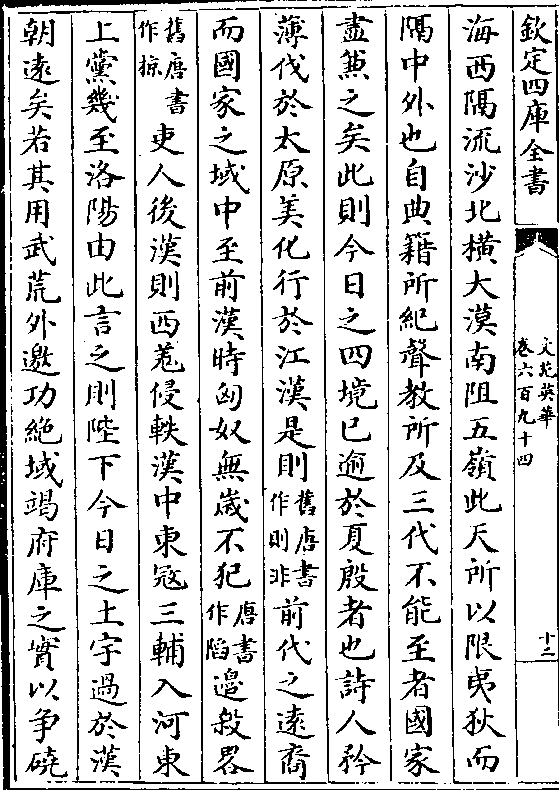 欽定四庫全書
文苑英華
卷六百九十四
十二
海西隔流沙北橫大漠南阻五嶺此天所以限夷狄而
隔中外也自典籍所紀聲教所及三代不能至者國家
盡兼之矣此則今日之四境已逾於夏殷者也詩人矜
薄伐於太原美化行於江漢是則舊唐書作則非前代之遠裔
而國家之域中至前漢時匈奴無歲不犯唐書作陷邉殺畧
舊唐書作掠吏人後漢則西羌侵軼漢中東寇三輔入河東
上黨幾至洛陽由此言之則陛下今日之土宇過於漢
朝遠矣若其用武荒外邀功絶域竭府庫之實以爭磽